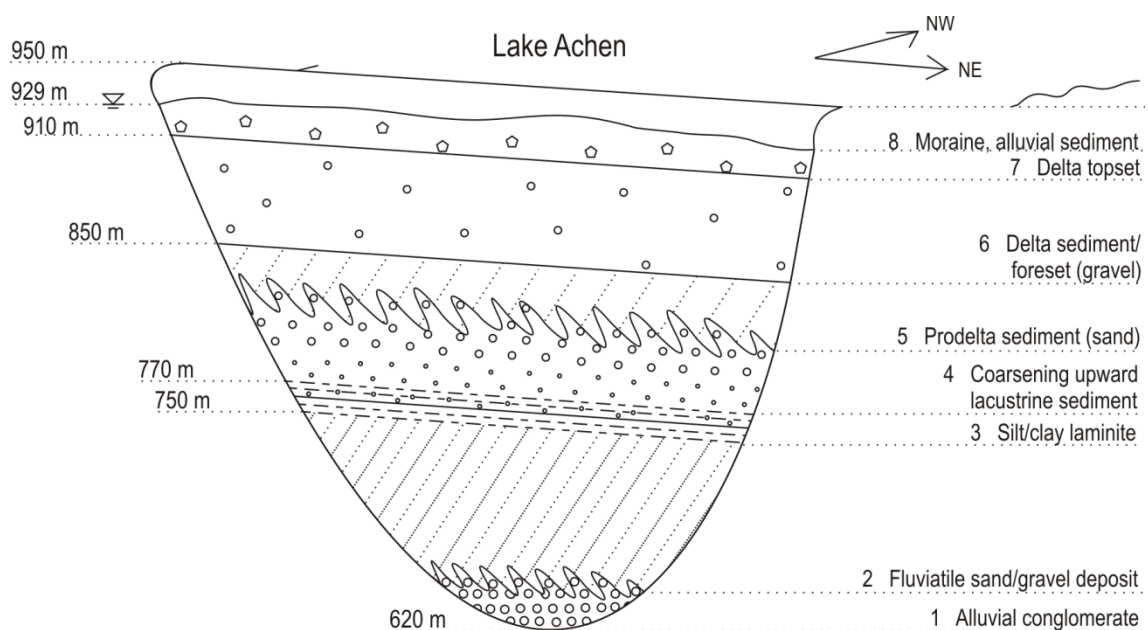 Lake Achen
NW
NE
950 m
929 m
910 m
850 m
770 m
750 m
620 m
8 Moraine, alluvial sediment
7 Delta topset
6 Delta sediment/
foreset (gravel)
5 Prodelta sediment (sand)
4 Coarsening upward
lacustrine sediment
3 Silt/clay laminite
2 Fluviatile sand/gravel deposit
1 Alluvial conglomerate